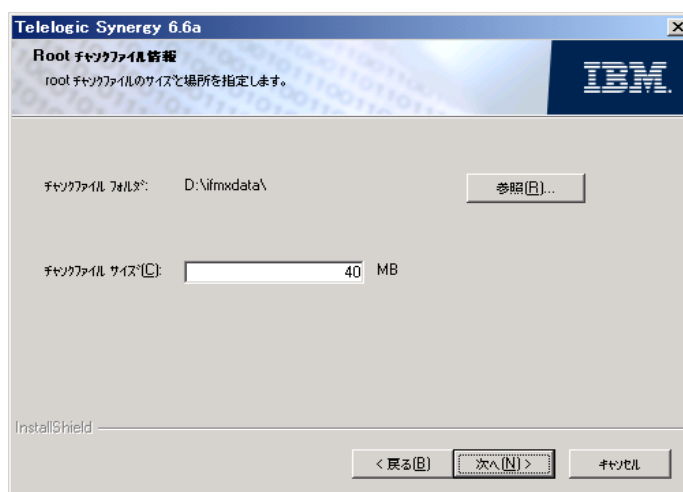 Telelogic Synergy 6.6a
Root ﾁｬﾝｸﾌｧｲﾙ情報
root ﾁｬﾝｸﾌｧｲﾙのｻｲｽﾞと場所を指定します。
IBM.
ﾁｬﾝｸﾌｧｲﾙ ﾌｫﾙﾀﾞ: D:\ifmxdata\ 参照(R)...
ﾁｬﾝｸﾌｧｲﾙ ｻｲｽﾞ(C): 40 MB
InstallShield
< 戻る(B) 次へ(N) > ｷｬﾝｾﾙ